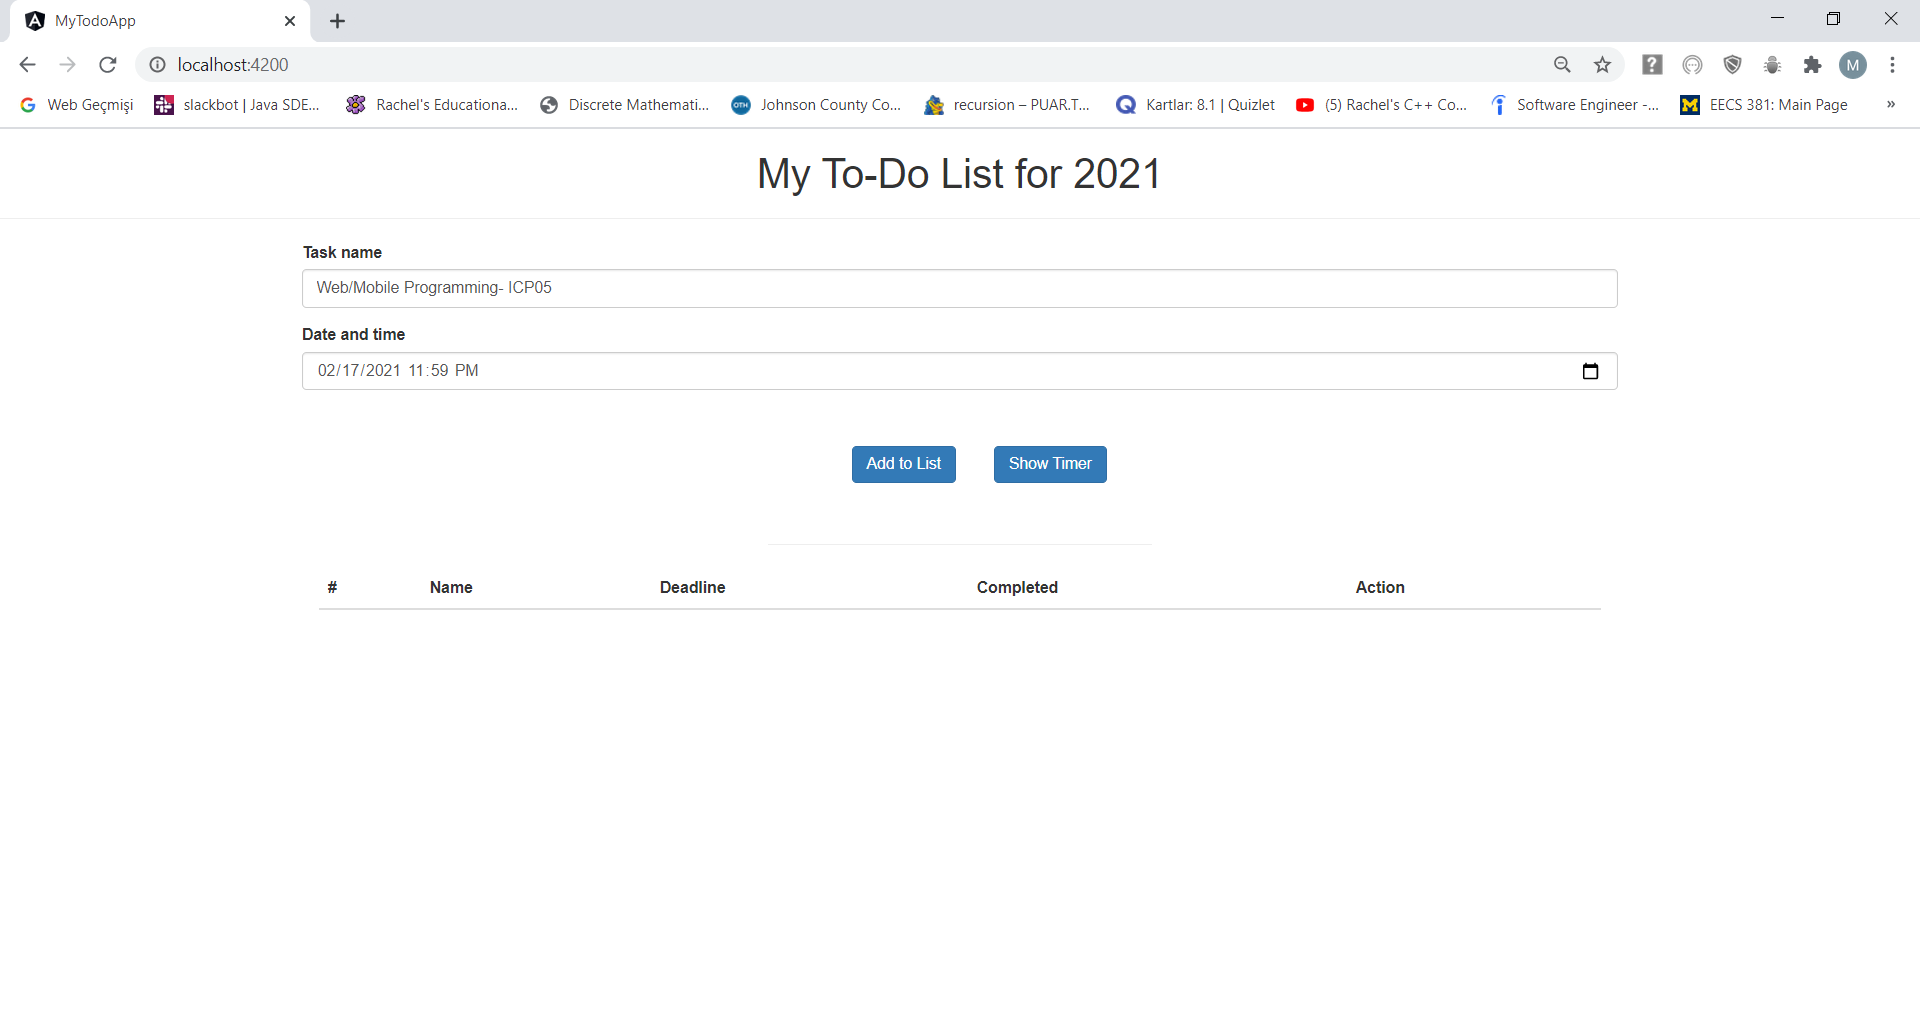 MyTodoApp
localhost:4200
Web Geçmişi slackbot | Java SDE... Rachel's Educationa... Discrete Mathemati... OTH Johnson County Co... recursion – PUAR.T... Kartlar: 8.1 | Quizlet (5) Rachel's C++ Co... Software Engineer -... EECS 381: Main Page »
My To-Do List for 2021
Task name
Web/Mobile Programming- ICP05
Date and time
02/17/2021 11:59 PM
Add to List Show Timer
# Name Deadline Completed Action